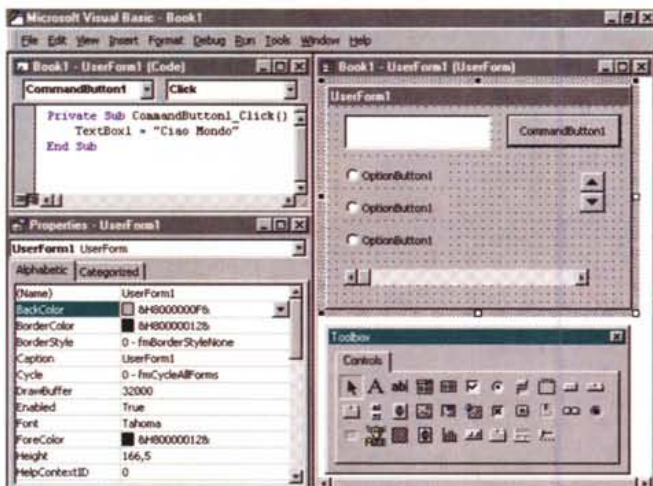 Microsoft Visual Basic - Book1
File Edit View Insert Format Debug Run Tools Window Help
Book1 - UserForm1 (Code)
CommandButton1 Click
Private Sub CommandButton1_Click()
TextBox1 = "Ciao Mondo"
End Sub
Properties - UserForm1
UserForm1 UserForm
Alphabetic Categorized
(Name) UserForm1
BackColor &H8000000F&
BorderColor &H80000012&
BorderStyle 0 - fmBorderStyleNone
Caption UserForm1
Cycle 0 - fmCycleAllForms
DrawBuffer 32000
Enabled True
Font Tahoma
ForeColor &H80000012&
Height 166,5
HelpContextID 0
Book1 - UserForm1 (UserForm)
UserForm1
CommandButton1
OptionButton1
OptionButton1
OptionButton1
Toolbox
Controls
A abl